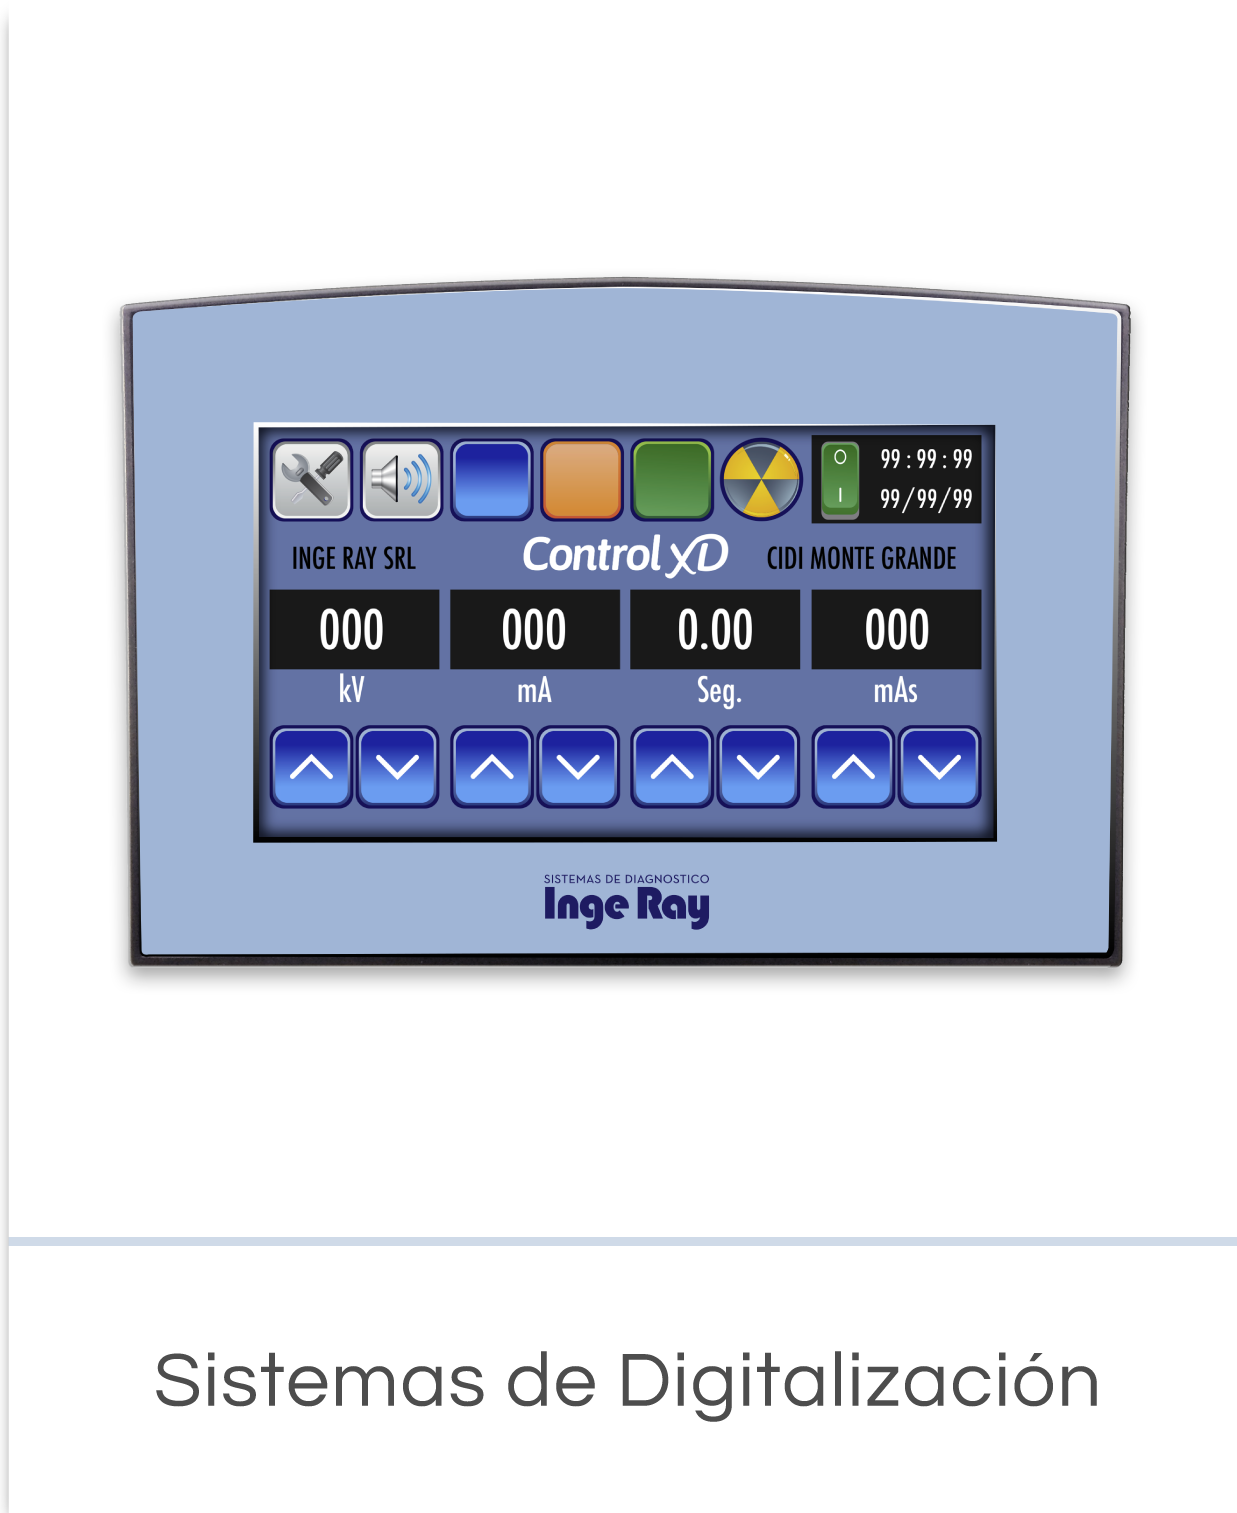 O
I
99 : 99 : 99
99/99/99
INGE RAY SRL
Control XD
CIDI MONTE GRANDE
000
000
0.00
000
kV
mA
Seg.
mAs
SISTEMAS DE DIAGNOSTICO
Inge Ray
Sistemas de Digitalización